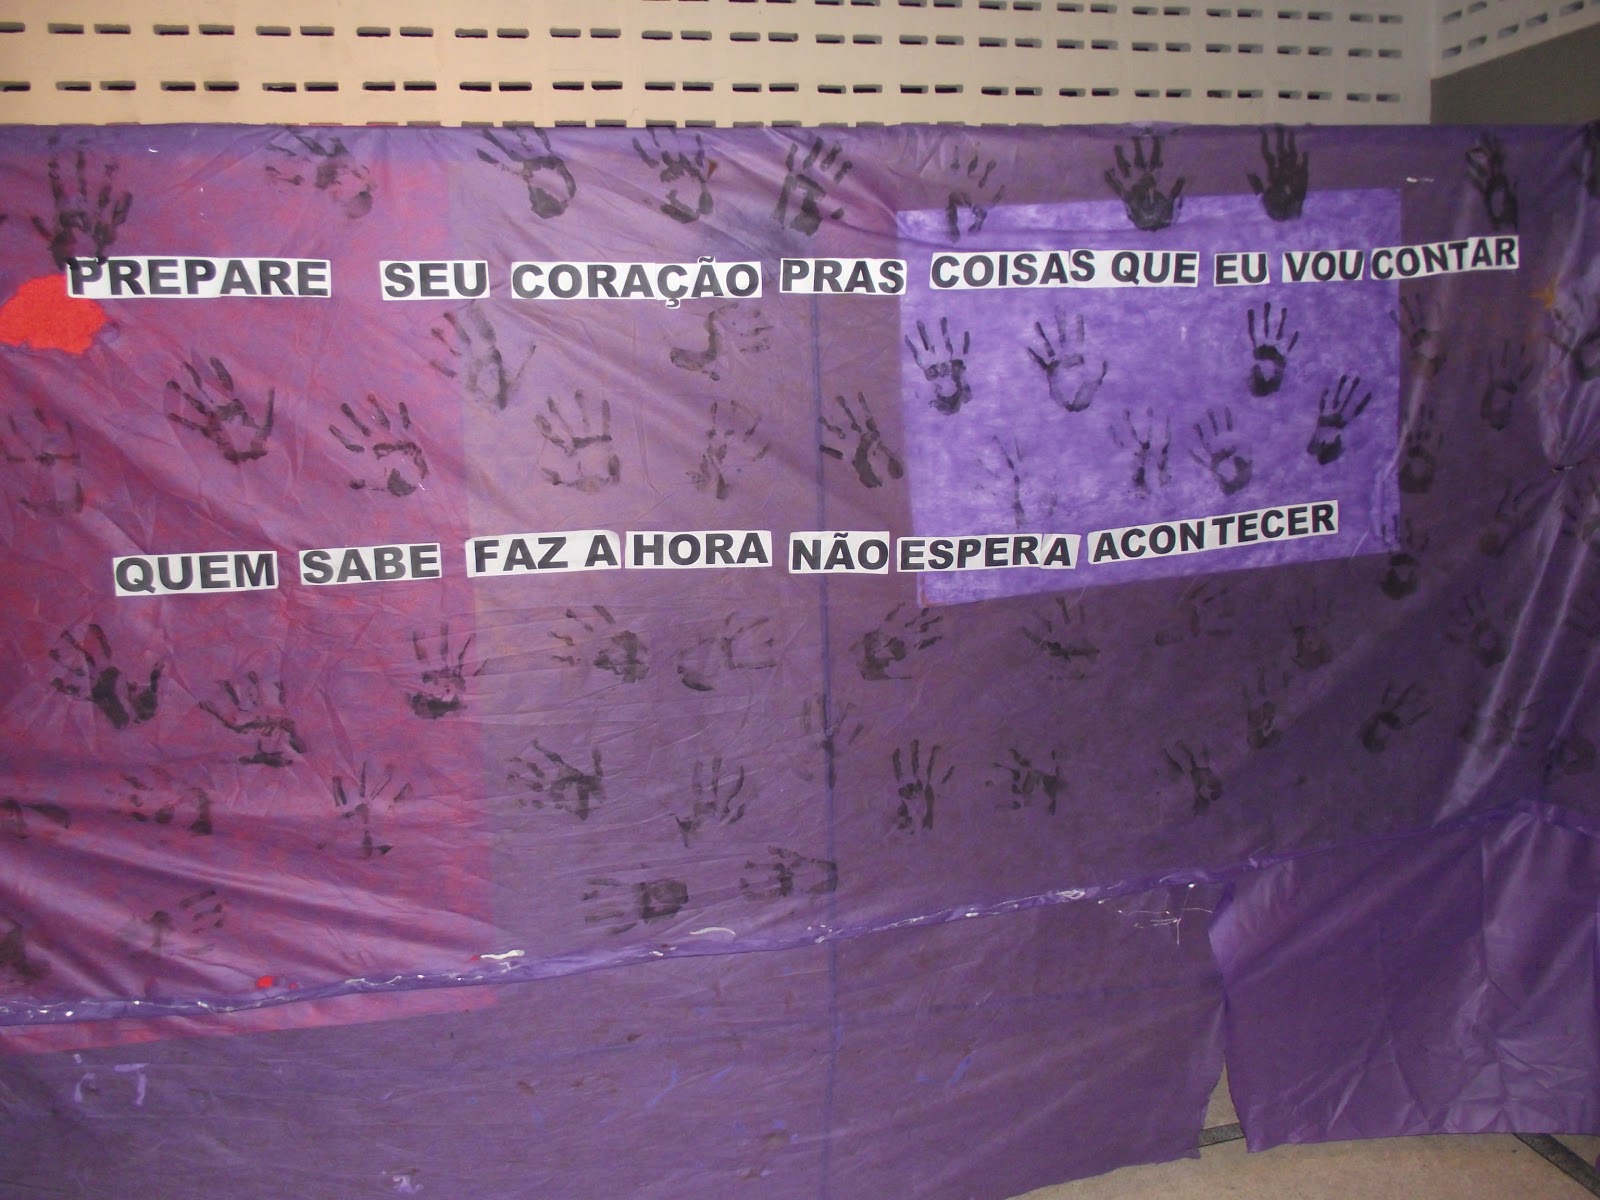 PREPARE SEU CORAÇÃO PRAS COISAS QUE EU VOU CONTAR
QUEM SABE FAZ A HORA NÃO ESPERA ACONTECER